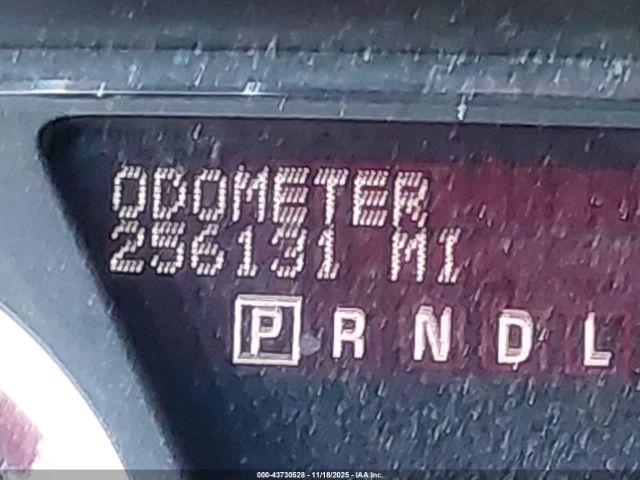 ODOMETER
256131 MI
P R N D L
000-43730528 - 11/18/2025 - IAA Inc.